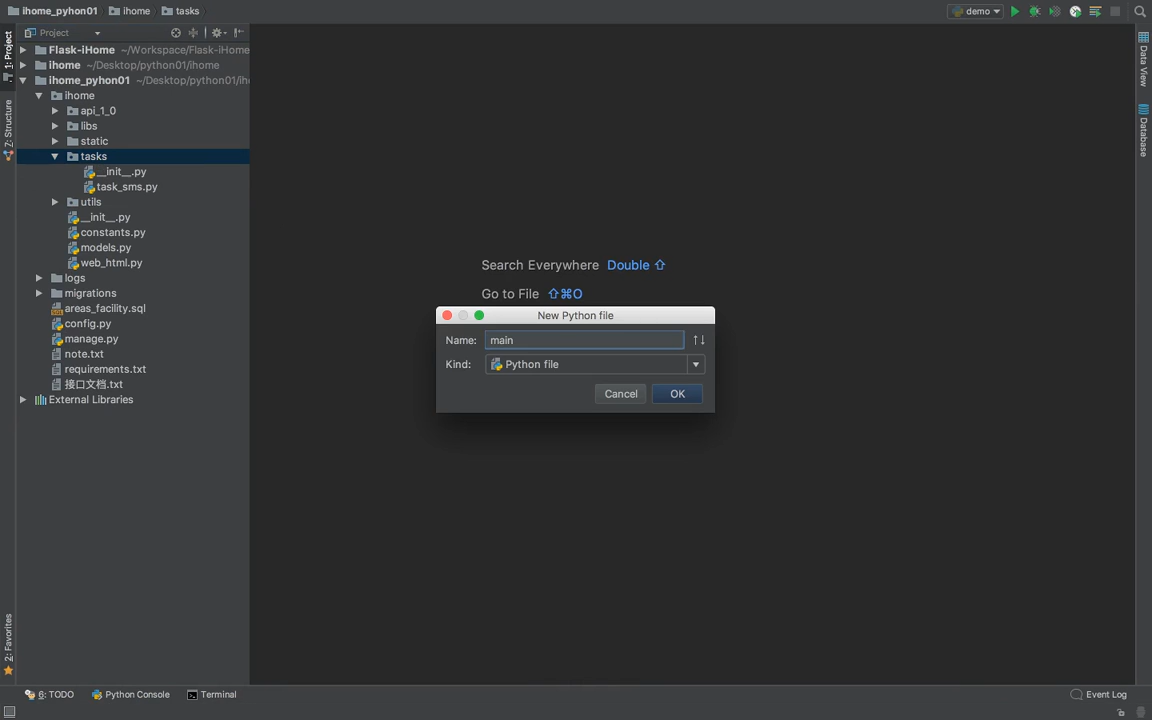 ihome_pyhon01 ihome tasks demo
Project
Flask-iHome ~/Workspace/Flask-iHome
ihome ~/Desktop/python01/ihome
ihome_pyhon01 ~/Desktop/python01/ih
ihome
api_1_0
libs
static
tasks
__init__.py
task_sms.py
utils
__init__.py
constants.py
models.py
web_html.py
logs
migrations
areas_facility.sql
config.py
manage.py
note.txt
requirements.txt
接口文档.txt
External Libraries
1: Project
Z: Structure
2: Favorites
Search Everywhere Double ⇧
Go to File ⇧⌘O
New Python file
Name: main
Kind: Python file
Cancel OK
Data View
Database
6: TODO Python Console Terminal Event Log